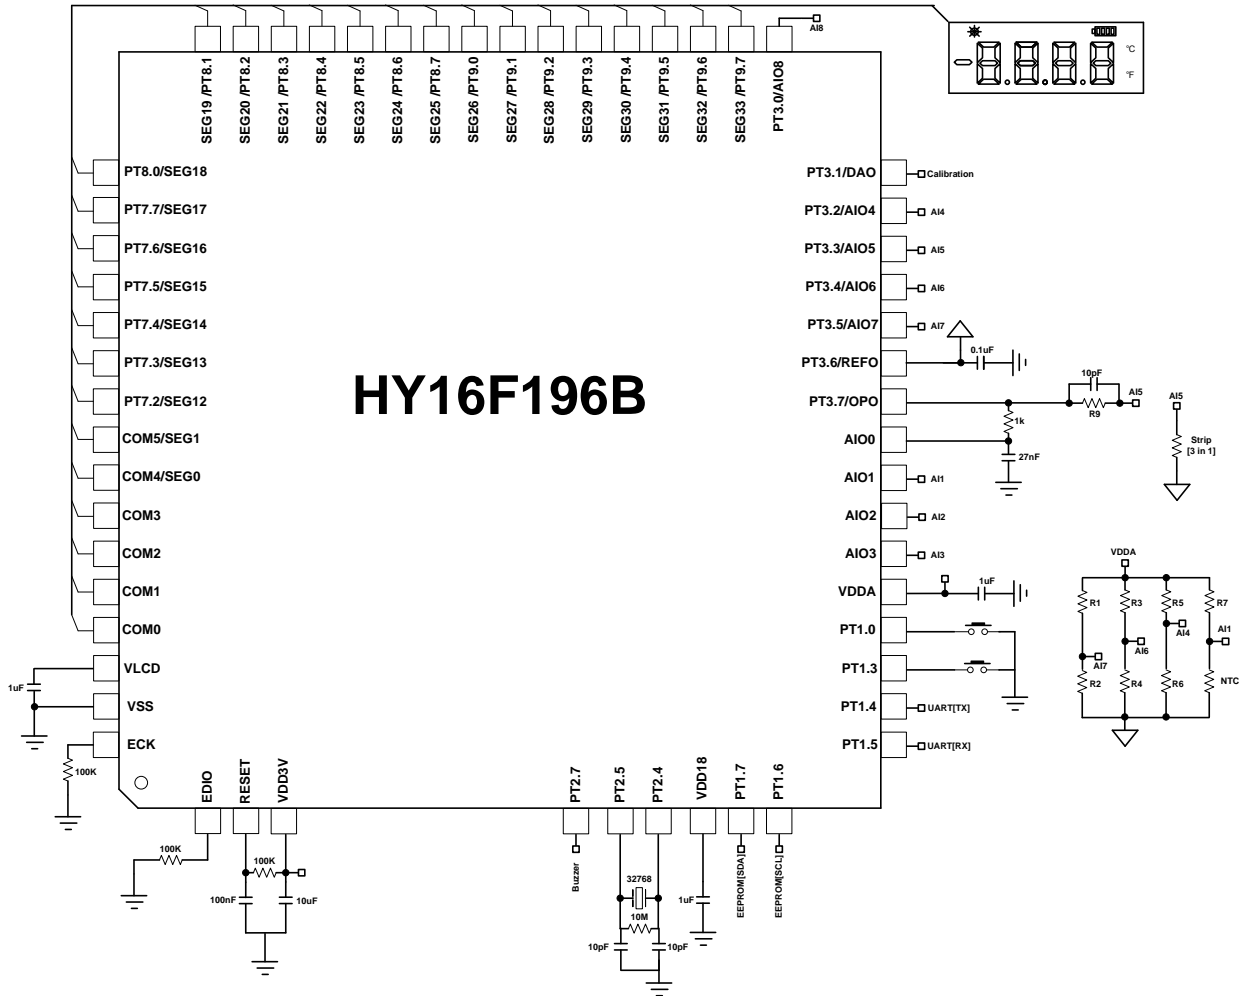 AI8
°C
°F
SEG19 /PT8.1
SEG20 /PT8.2
SEG21 /PT8.3
SEG22 /PT8.4
SEG23 /PT8.5
SEG24 /PT8.6
SEG25 /PT8.7
SEG26 /PT9.0
SEG27 /PT9.1
SEG28 /PT9.2
SEG29 /PT9.3
SEG30 /PT9.4
SEG31 /PT9.5
SEG32 /PT9.6
SEG33 /PT9.7
PT3.0/AIO8
PT8.0/SEG18
PT7.7/SEG17
PT7.6/SEG16
PT7.5/SEG15
PT7.4/SEG14
PT7.3/SEG13
PT7.2/SEG12
COM5/SEG1
COM4/SEG0
COM3
COM2
COM1
COM0
VLCD
VSS
ECK
1uF
100K
HY16F196B
PT3.1/DAO
Calibration
PT3.2/AIO4
AI4
PT3.3/AIO5
AI5
PT3.4/AIO6
AI6
PT3.5/AIO7
AI7
PT3.6/REFO
0.1uF
PT3.7/OPO
10pF
R9
AI5
1k
AIO0
27nF
AIO1
AI1
AIO2
AI2
AIO3
AI3
VDDA
1uF
PT1.0
PT1.3
PT1.4
UART[TX]
PT1.5
UART[RX]
AI5
Strip
[3 in 1]
VDDA
R1
R3
R5
R7
AI4
AI1
AI6
AI7
R2
R4
R6
NTC
EDIO
RESET
VDD3V
PT2.7
PT2.5
PT2.4
VDD18
PT1.7
PT1.6
100K
100K
100nF
10uF
Buzzer
32768
10M
10pF
10pF
1uF
EEPROM[SDA]
EEPROM[SCL]